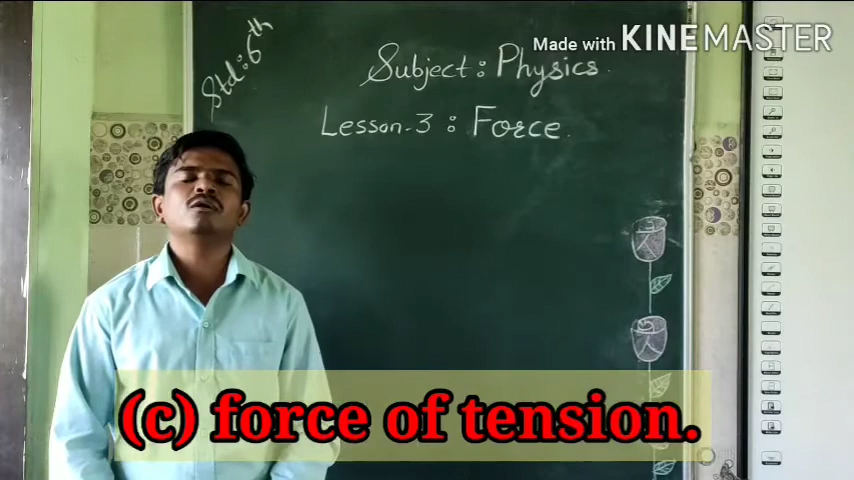 Made with KINEMASTER
Std: 6th
Subject: Physics.
Lesson-3 : Force.
(c) force of tension.